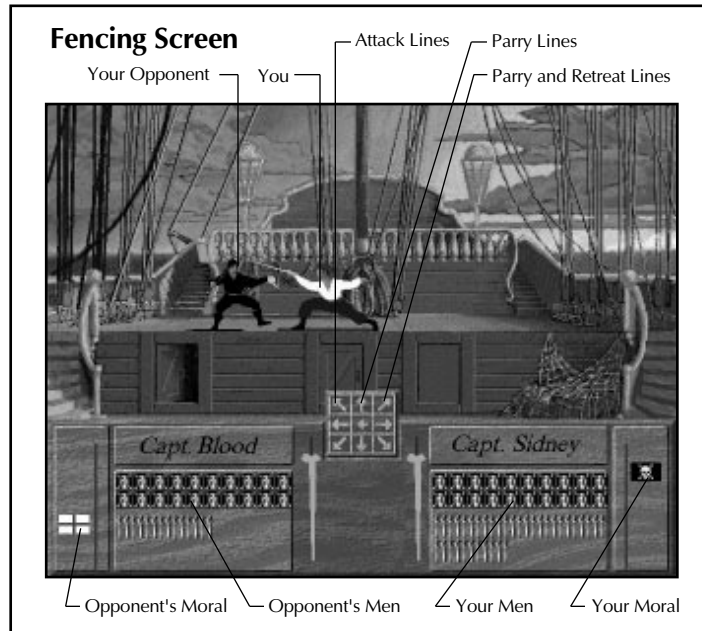 Fencing Screen
Attack Lines
Parry Lines
Your Opponent
You
Parry and Retreat Lines
Capt. Blood
Capt. Sidney
Opponent's Moral
Opponent's Men
Your Men
Your Moral